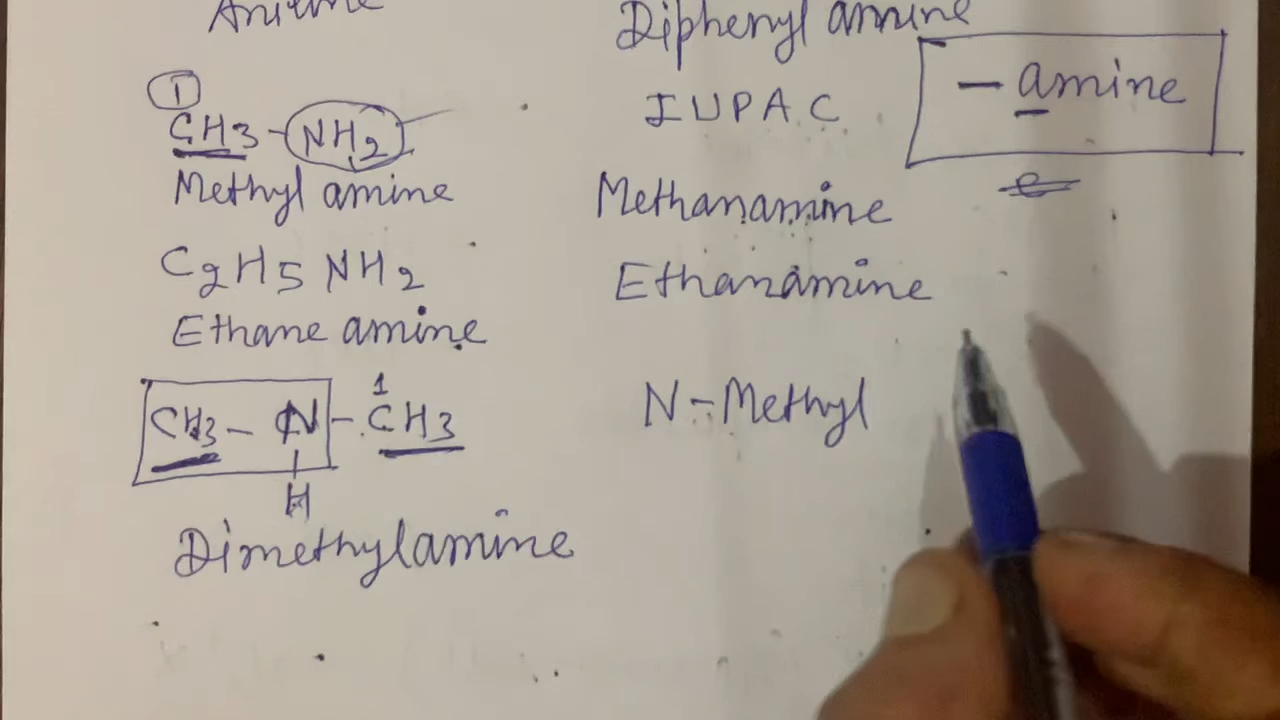 Aniline
Diphenyl amine
- amine
e
IUPAC
1
CH3-NH2
Methyl amine
Methanamine
C2H5NH2
Ethanamine
Ethane amine
1
CH3-N-CH3
H
N-Methyl
Dimethylamine